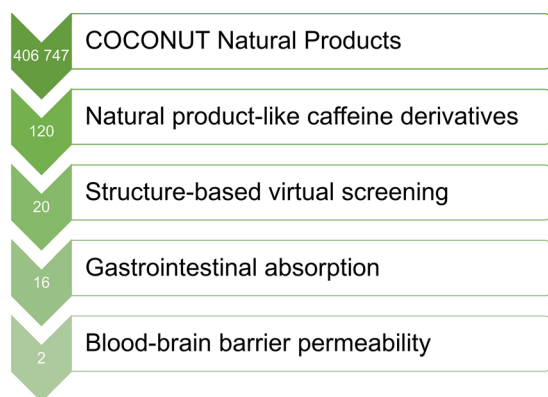 406 747 COCONUT Natural Products
120 Natural product-like caffeine derivatives
20 Structure-based virtual screening
16 Gastrointestinal absorption
2 Blood-brain barrier permeability